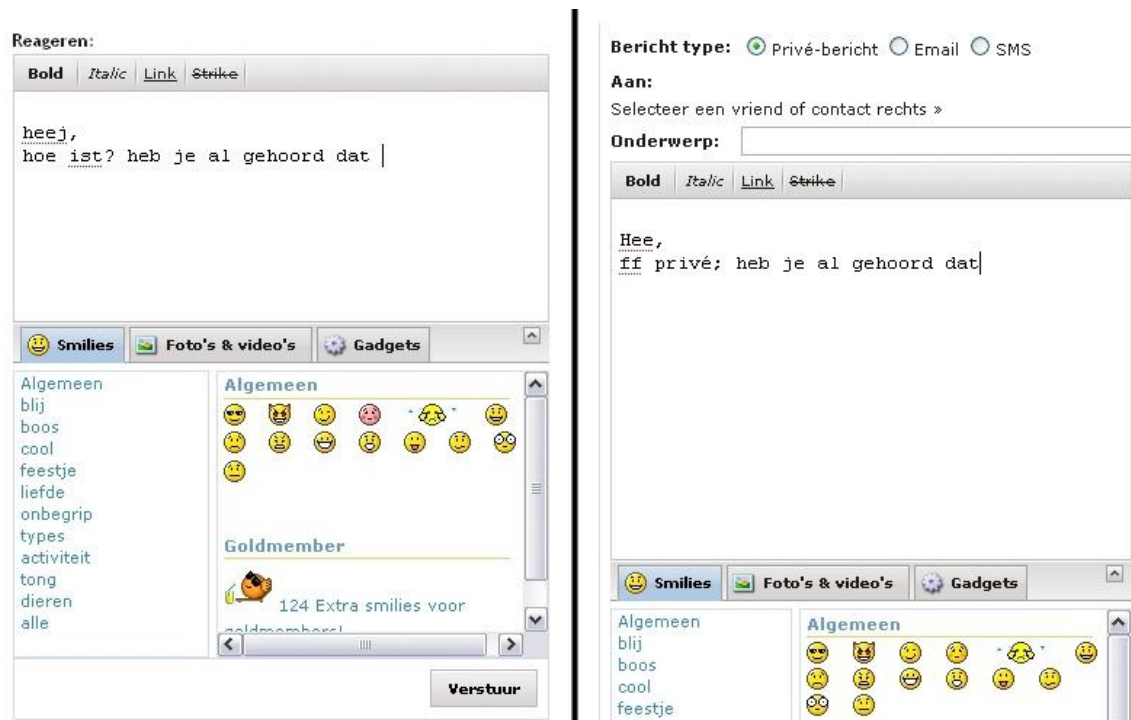 Reageren:
Bold Italic Link Strike
heej,
hoe ist? heb je al gehoord dat
Smilies Foto's & video's Gadgets
Algemeen
blij
boos
cool
feestje
liefde
onbegrip
types
activiteit
tong
dieren
alle
Algemeen
Goldmember
124 Extra smilies voor
goldmembers!
Verstuur
Bericht type: Privé-bericht Email SMS
Aan:
Selecteer een vriend of contact rechts »
Onderwerp:
Bold Italic Link Strike
Hee,
ff privé; heb je al gehoord dat
Smilies Foto's & video's Gadgets
Algemeen
blij
boos
cool
feestje
Algemeen